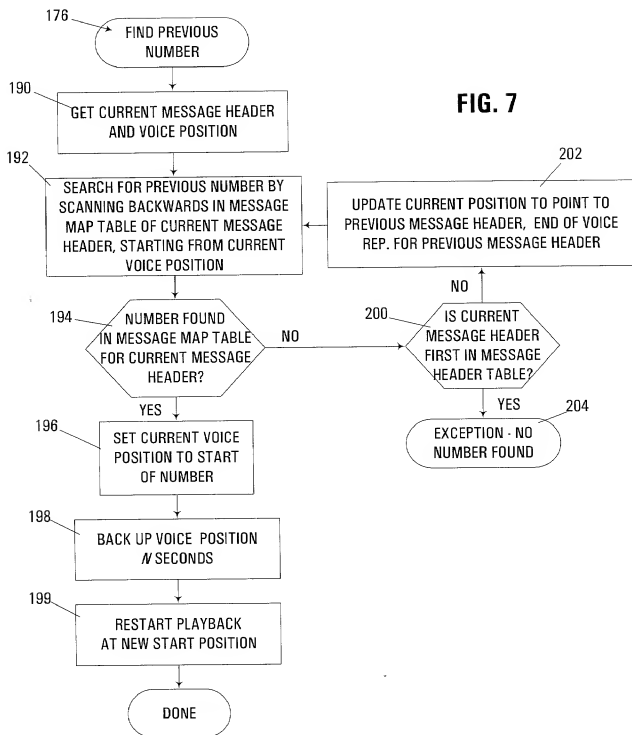 176
FIND PREVIOUS
NUMBER
190
GET CURRENT MESSAGE HEADER
AND VOICE POSITION
FIG. 7
192
SEARCH FOR PREVIOUS NUMBER BY
SCANNING BACKWARDS IN MESSAGE
MAP TABLE OF CURRENT MESSAGE
HEADER, STARTING FROM CURRENT
VOICE POSITION
202
UPDATE CURRENT POSITION TO POINT TO
PREVIOUS MESSAGE HEADER, END OF VOICE
REP. FOR PREVIOUS MESSAGE HEADER
194
NUMBER FOUND
IN MESSAGE MAP TABLE
FOR CURRENT MESSAGE
HEADER?
NO
NO
200
IS CURRENT
MESSAGE HEADER
FIRST IN MESSAGE
HEADER TABLE?
YES
YES
204
EXCEPTION - NO
NUMBER FOUND
196
SET CURRENT VOICE
POSITION TO START
OF NUMBER
198
BACK UP VOICE POSITION
N SECONDS
199
RESTART PLAYBACK
AT NEW START POSITION
DONE